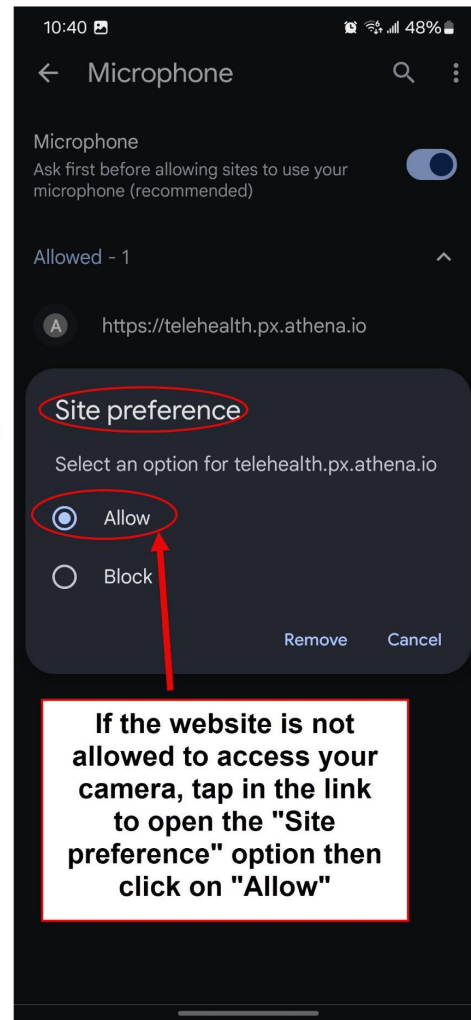 10:40 48%
Microphone
Microphone
Ask first before allowing sites to use your
microphone (recommended)
Allowed - 1
A https://telehealth.px.athena.io
Site preference
Select an option for telehealth.px.athena.io
Allow
Block
Remove Cancel
If the website is not
allowed to access your
camera, tap in the link
to open the "Site
preference" option then
click on "Allow"